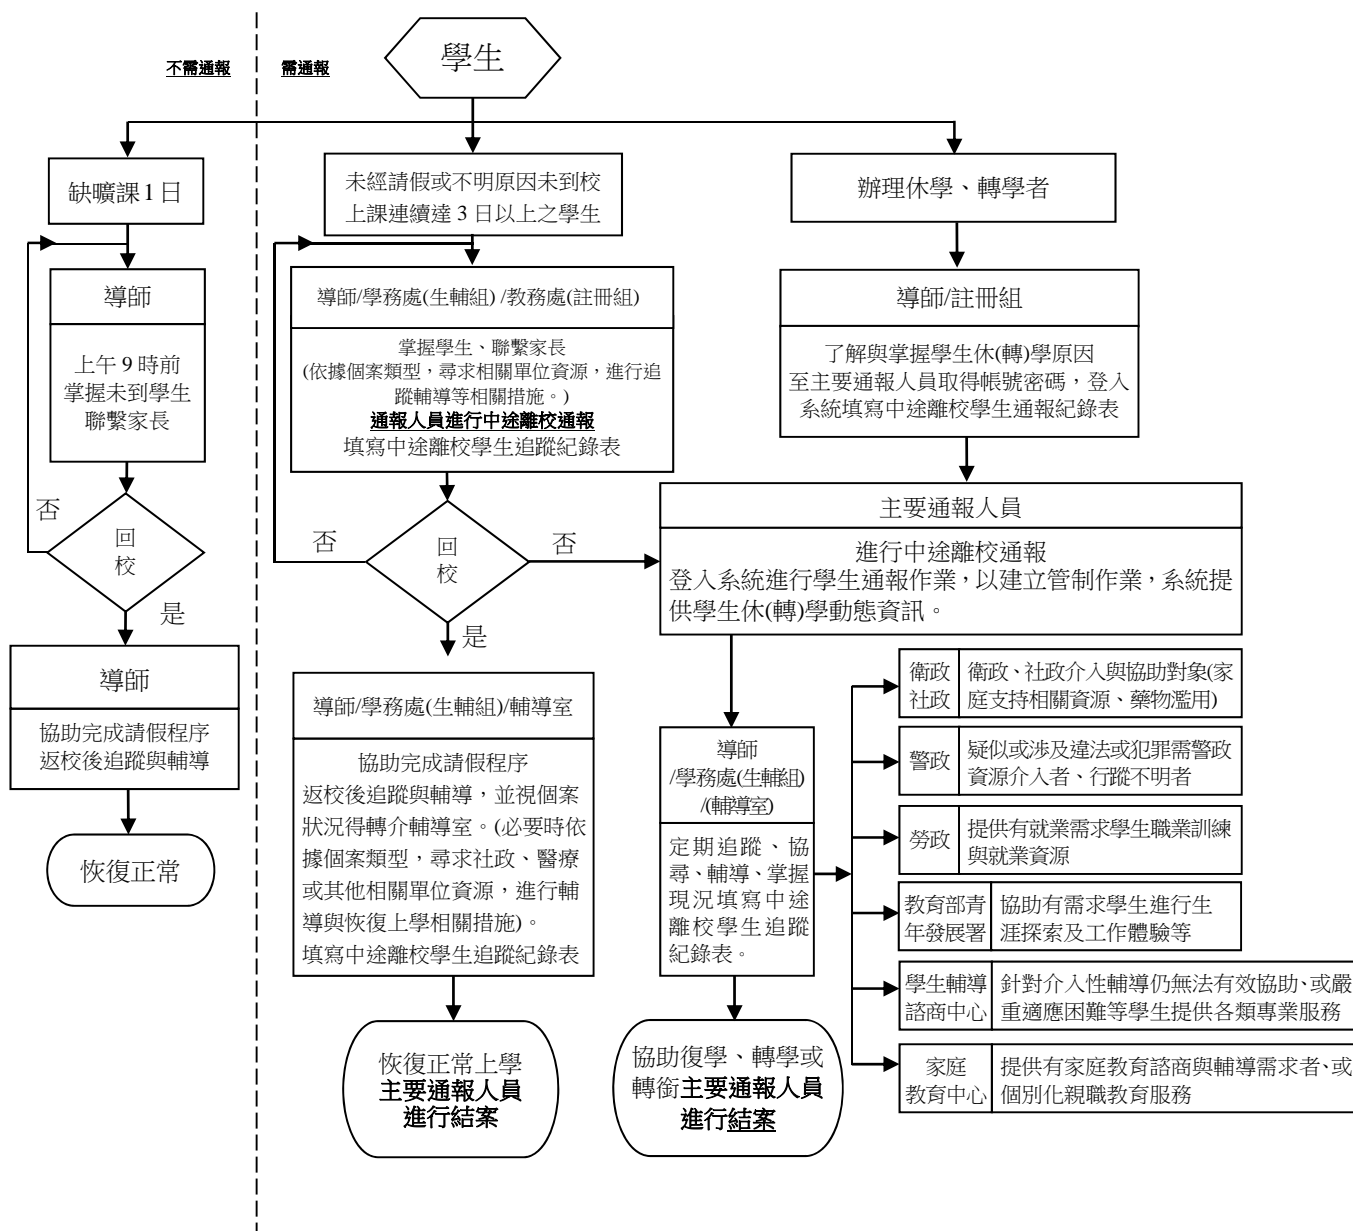 學生
不需通報
需通報
缺曠課 1 日
導師
上午 9 時前
掌握未到學生
聯繫家長
否
回
校
是
導師
協助完成請假程序
返校後追蹤與輔導
恢復正常
未經請假或不明原因未到校
上課連續達 3 日以上之學生
導師/學務處(生輔組) /教務處(註冊組)
掌握學生、聯繫家長
(依據個案類型，尋求相關單位資源，進行追
蹤輔導等相關措施。)
通報人員進行中途離校通報
填寫中途離校學生追蹤紀錄表
否
回
校
否
是
導師/學務處(生輔組)/輔導室
協助完成請假程序
返校後追蹤與輔導，並視個案
狀況得轉介輔導室。(必要時依
據個案類型，尋求社政、醫療
或其他相關單位資源，進行輔
導與恢復上學相關措施)。
填寫中途離校學生追蹤紀錄表
恢復正常上學
主要通報人員
進行結案
辦理休學、轉學者
導師/註冊組
了解與掌握學生休(轉)學原因
至主要通報人員取得帳號密碼，登入
系統填寫中途離校學生通報紀錄表
主要通報人員
進行中途離校通報
登入系統進行學生通報作業，以建立管制作業，系統提
供學生休(轉)學動態資訊。
導師
/學務處(生輔組)
/(輔導室)
定期追蹤、協
尋、輔導、掌握
現況填寫中途
離校學生追蹤
紀錄表。
協助復學、轉學或
轉銜主要通報人員
進行結案
衛政
社政
衛政、社政介入與協助對象(家
庭支持相關資源、藥物濫用)
警政
疑似或涉及違法或犯罪需警政
資源介入者、行蹤不明者
勞政
提供有就業需求學生職業訓練
與就業資源
教育部青
年發展署
協助有需求學生進行生
涯探索及工作體驗等
學生輔導
諮商中心
針對介入性輔導仍無法有效協助、或嚴
重適應困難等學生提供各類專業服務
家庭
教育中心
提供有家庭教育諮商與輔導需求者、或
個別化親職教育服務